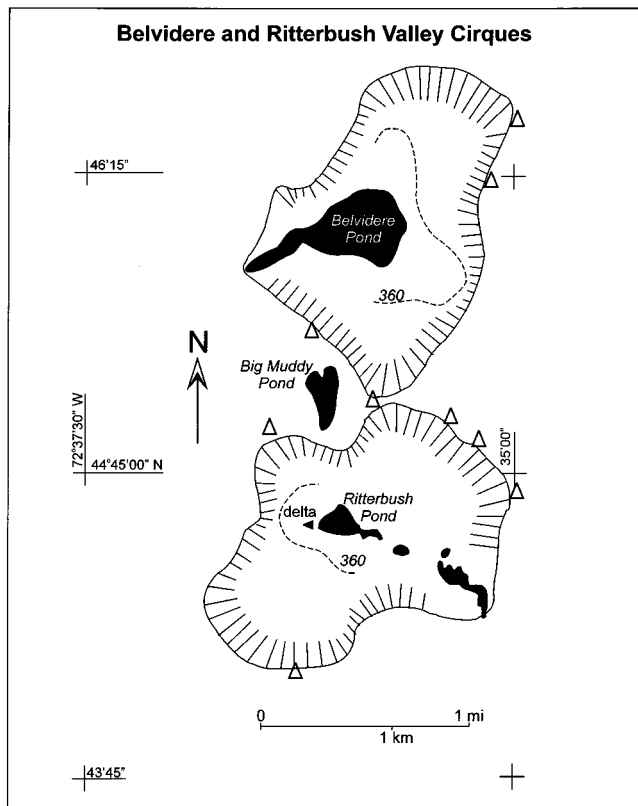 Belvidere and Ritterbush Valley Cirques
46'15"
Belvidere
Pond
360
N
Big Muddy
Pond
72°37'30" W
44°45'00" N
35'00"
Ritterbush
Pond
delta
360
0
1 mi
1 km
43'45"